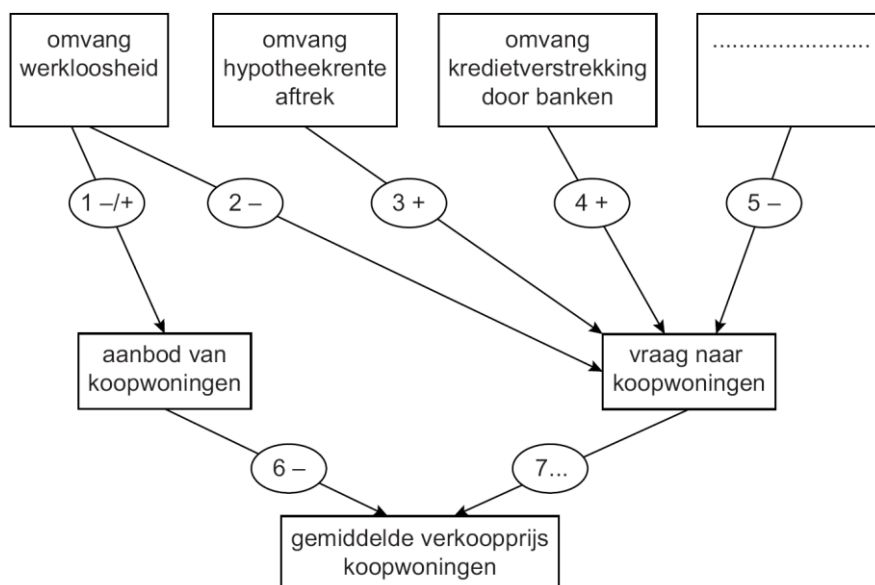 omvang
werkloosheid
omvang
hypotheekrente
aftrek
omvang
kredietverstrekking
door banken
........................
1 –/+
2 –
3 +
4 +
5 –
aanbod van
koopwoningen
vraag naar
koopwoningen
6 –
7...
gemiddelde verkoopprijs
koopwoningen